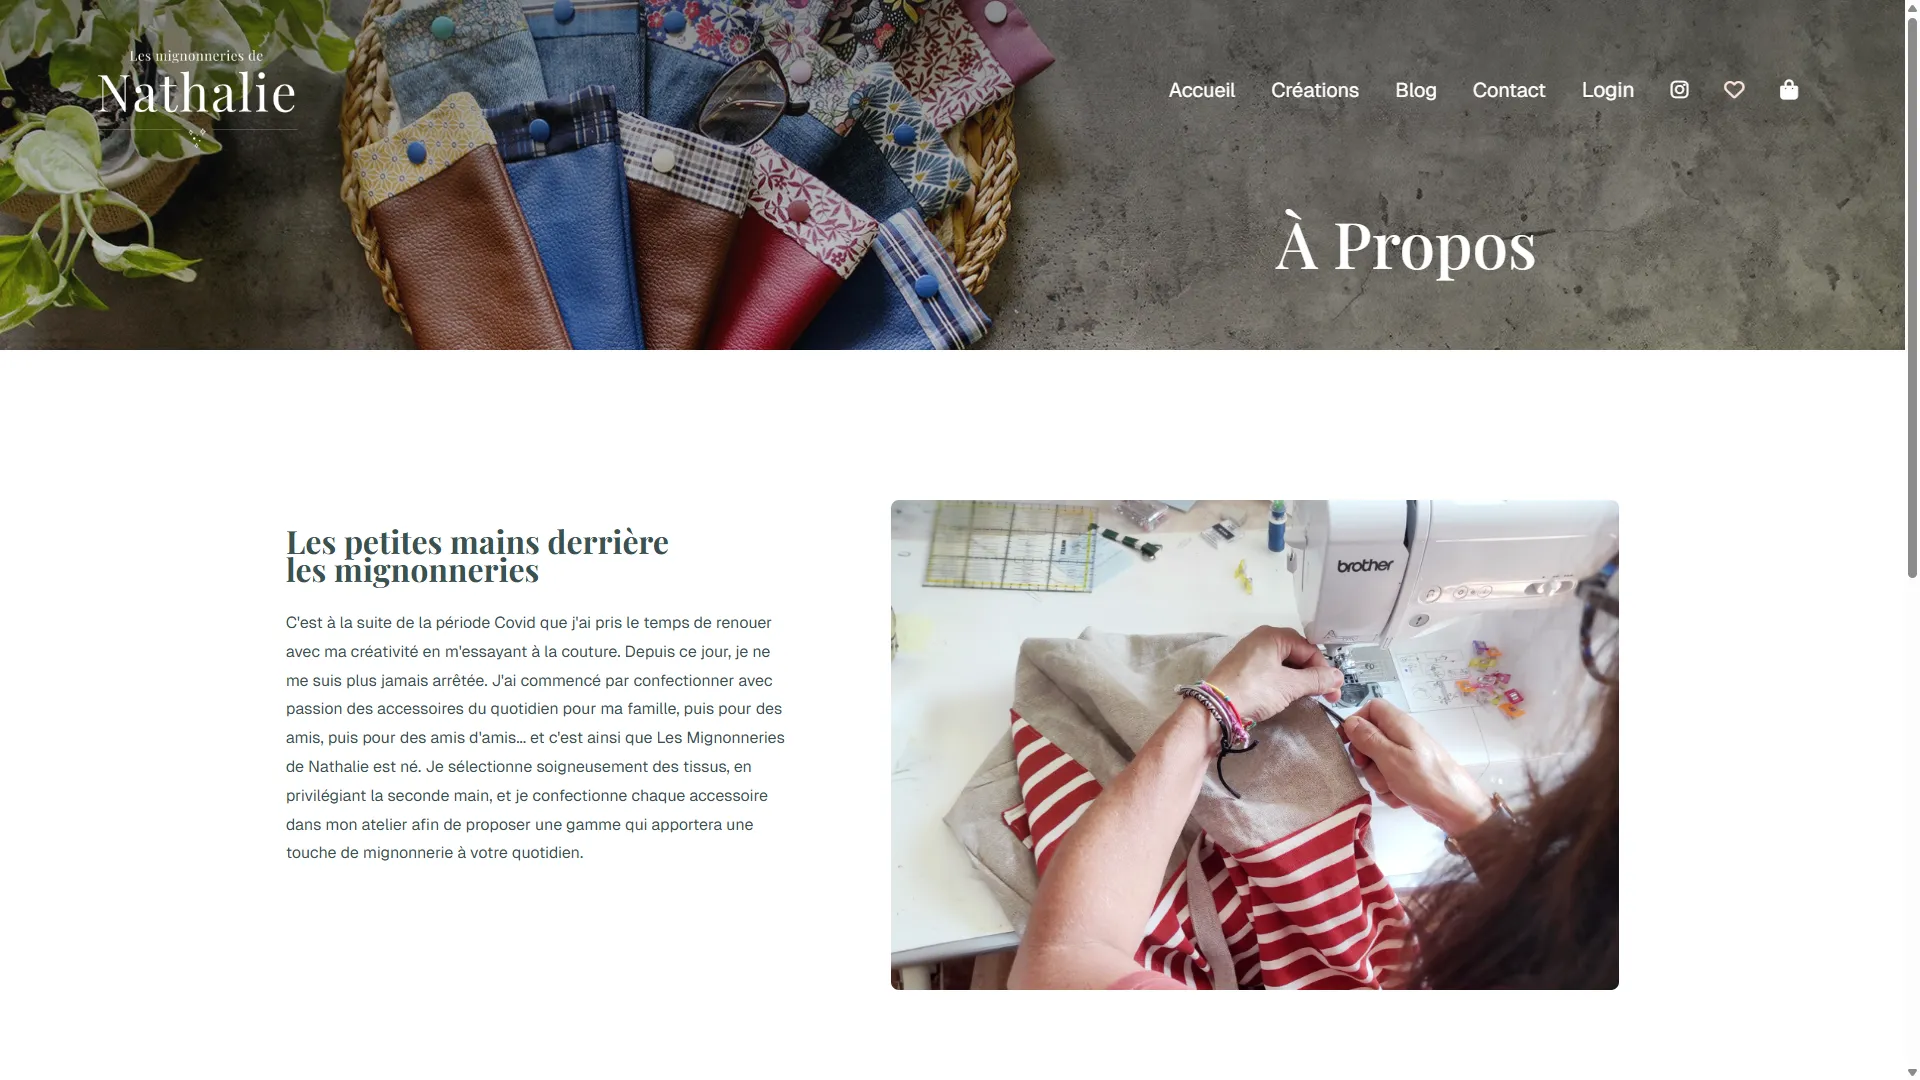 Les mignonneries de
Nathalie
Accueil Créations Blog Contact Login
À Propos
Les petites mains derrière
les mignonneries
C'est à la suite de la période Covid que j'ai pris le temps de renouer
avec ma créativité en m'essayant à la couture. Depuis ce jour, je ne
me suis plus jamais arrêtée. J'ai commencé par confectionner avec
passion des accessoires du quotidien pour ma famille, puis pour des
amis, puis pour des amis d'amis... et c'est ainsi que Les Mignonneries
de Nathalie est né. Je sélectionne soigneusement des tissus, en
privilégiant la seconde main, et je confectionne chaque accessoire
dans mon atelier afin de proposer une gamme qui apportera une
touche de mignonnerie à votre quotidien.
brother